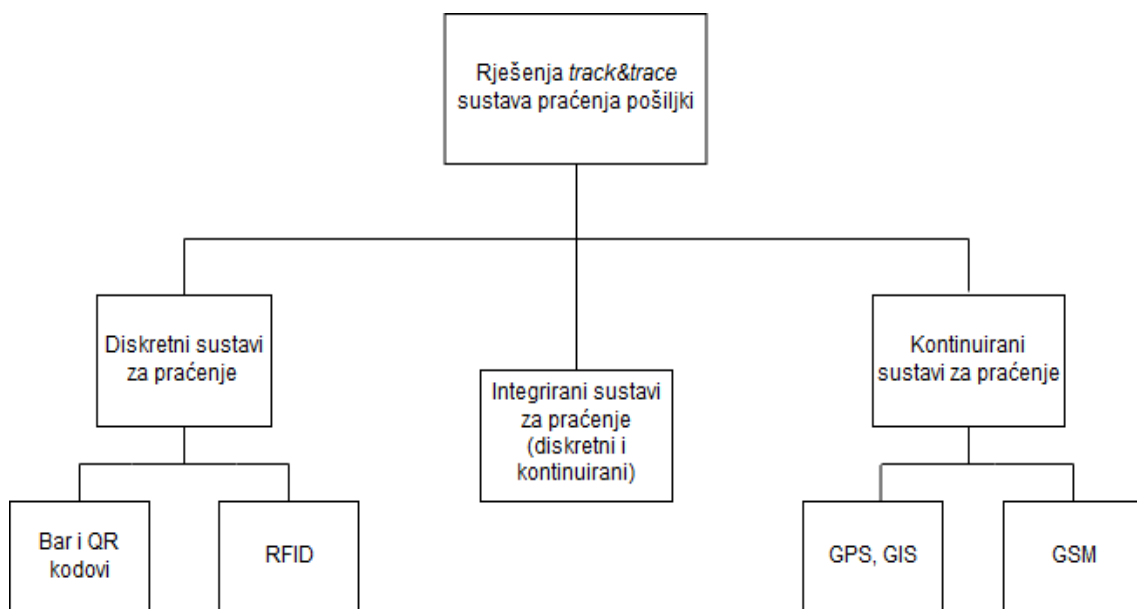 Rješenja track&trace
sustava praćenja pošiljki
Diskretni sustavi
za praćenje
Integrirani sustavi
za praćenje
(diskretni i
kontinuirani)
Kontinuirani
sustavi za praćenje
Bar i QR
kodovi
RFID
GPS, GIS
GSM